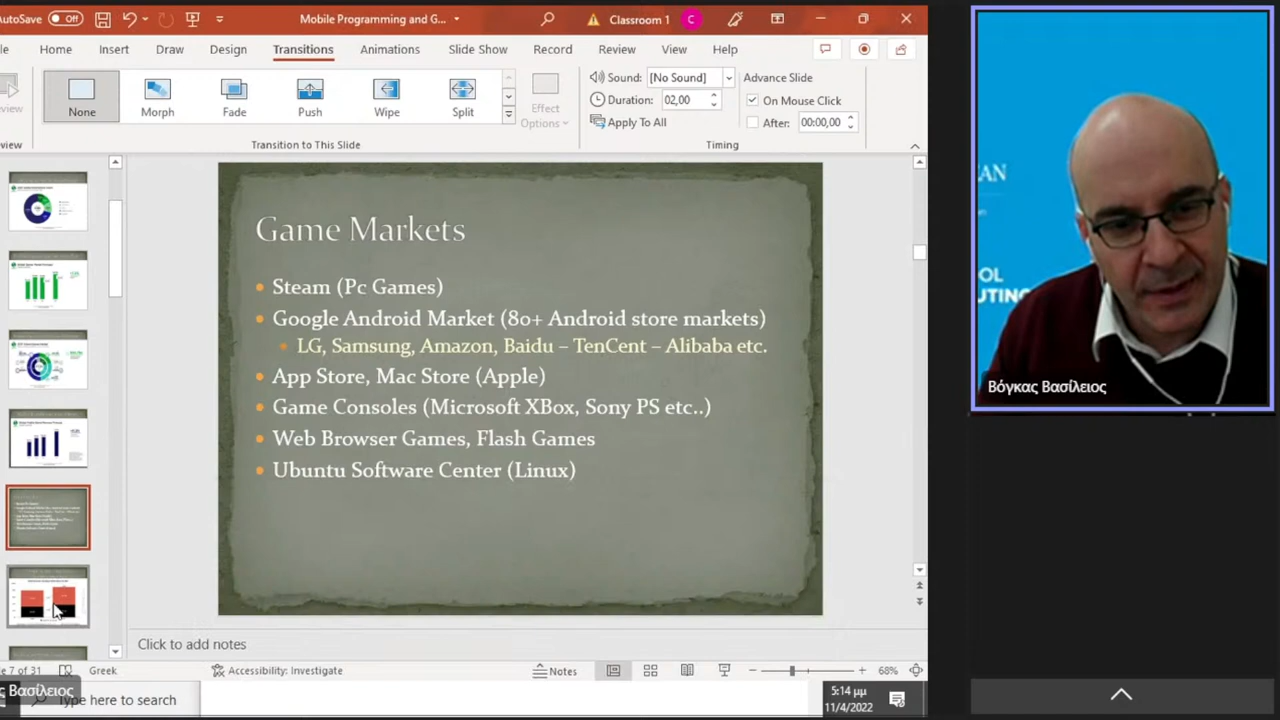 AutoSave Off
Mobile Programming and G...
Classroom 1
C
Home Insert Draw Design Transitions Animations Slide Show Record Review View Help
None Morph Fade Push Wipe Split
Effect
Options
Transition to This Slide
Sound: [No Sound]
Duration: 02,00
Apply To All
Advance Slide
On Mouse Click
After: 00:00,00
Timing
Game Markets
Steam (Pc Games)
Google Android Market (80+ Android store markets)
LG, Samsung, Amazon, Baidu – TenCent – Alibaba etc.
App Store, Mac Store (Apple)
Game Consoles (Microsoft XBox, Sony PS etc..)
Web Browser Games, Flash Games
Ubuntu Software Center (Linux)
Click to add notes
7 of 31
Greek
Accessibility: Investigate
Notes
68%
ς Βασίλειος
Type here to search
5:14 μμ
11/4/2022
Βόγκας Βασίλειος